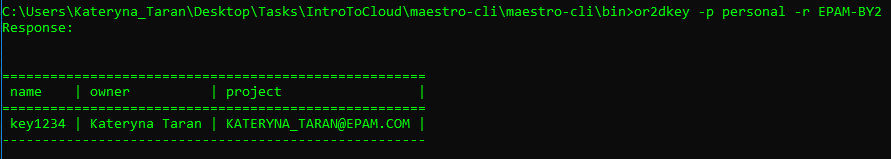 C:\Users\Kateryna_Taran\Desktop\Tasks\IntroToCloud\maestro-cli\maestro-cli\bin>or2dkey -p personal -r EPAM-BY2
Response:
=====================================================
name | owner | project |
=====================================================
key1234 | Kateryna Taran | KATERYNA_TARAN@EPAM.COM |
-----------------------------------------------------